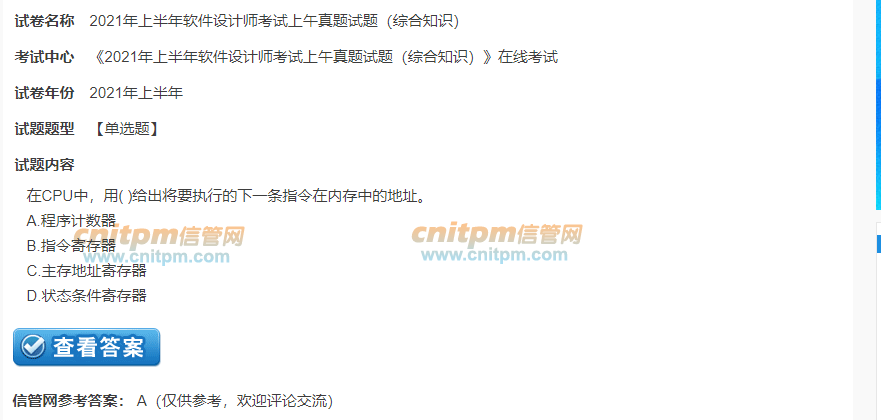 试卷名称 2021年上半年软件设计师考试上午真题试题（综合知识）
考试中心 《2021年上半年软件设计师考试上午真题试题（综合知识）》在线考试
试卷年份 2021年上半年
试题题型 【单选题】
试题内容
在CPU中，用( )给出将要执行的下一条指令在内存中的地址。
A.程序计数器
B.指令寄存器
C.主存地址寄存器
D.状态条件寄存器
cnitpm信管网
www.cnitpm.com
cnitpm信管网
www.cnitpm.com
查看答案
信管网参考答案： A（仅供参考，欢迎评论交流）